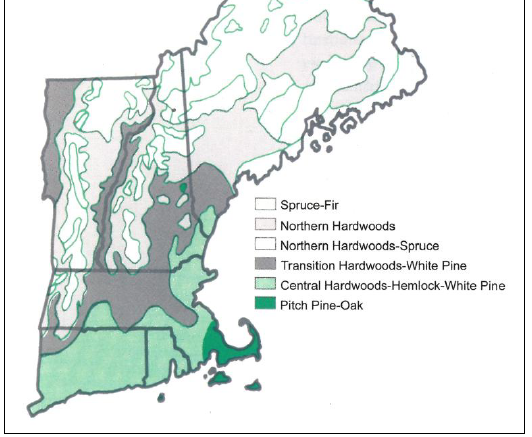 Spruce-Fir
Northern Hardwoods
Northern Hardwoods-Spruce
Transition Hardwoods-White Pine
Central Hardwoods-Hemlock-White Pine
Pitch Pine-Oak